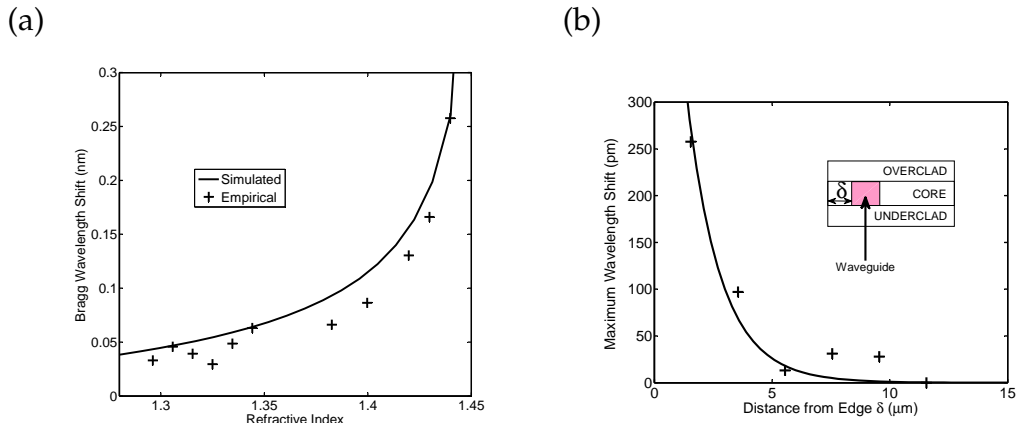 (a)
(b)
0.3
0.25
0.2
0.15
0.1
0.05
0
1.3
1.35
1.4
1.45
Bragg Wavelength Shift (nm)
Refractive Index
Simulated
Empirical
300
250
200
150
100
50
0
0
5
10
15
Maximum Wavelength Shift (pm)
Distance from Edge δ (μm)
OVERCLAD
δ
CORE
UNDERCLAD
Waveguide